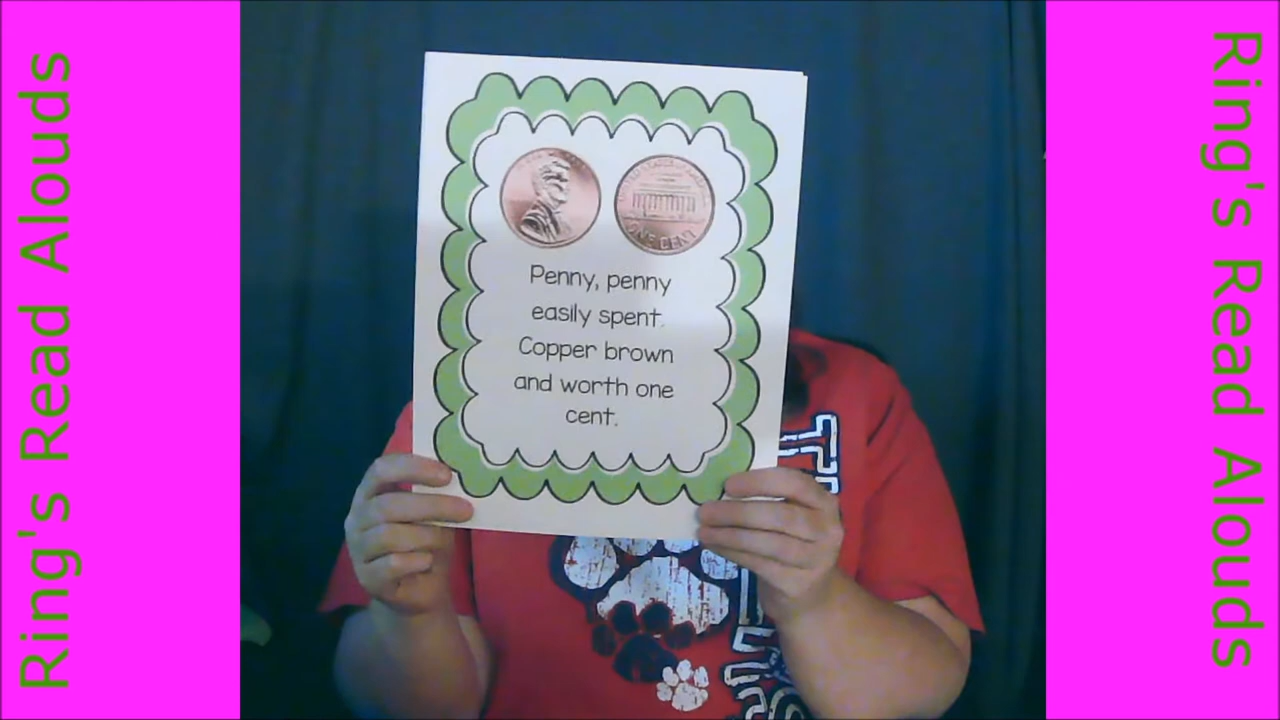 Ring's Read Alouds
ONE CENT
Penny, penny
easily spent.
Copper brown
and worth one
cent.
Ring's Read Alouds